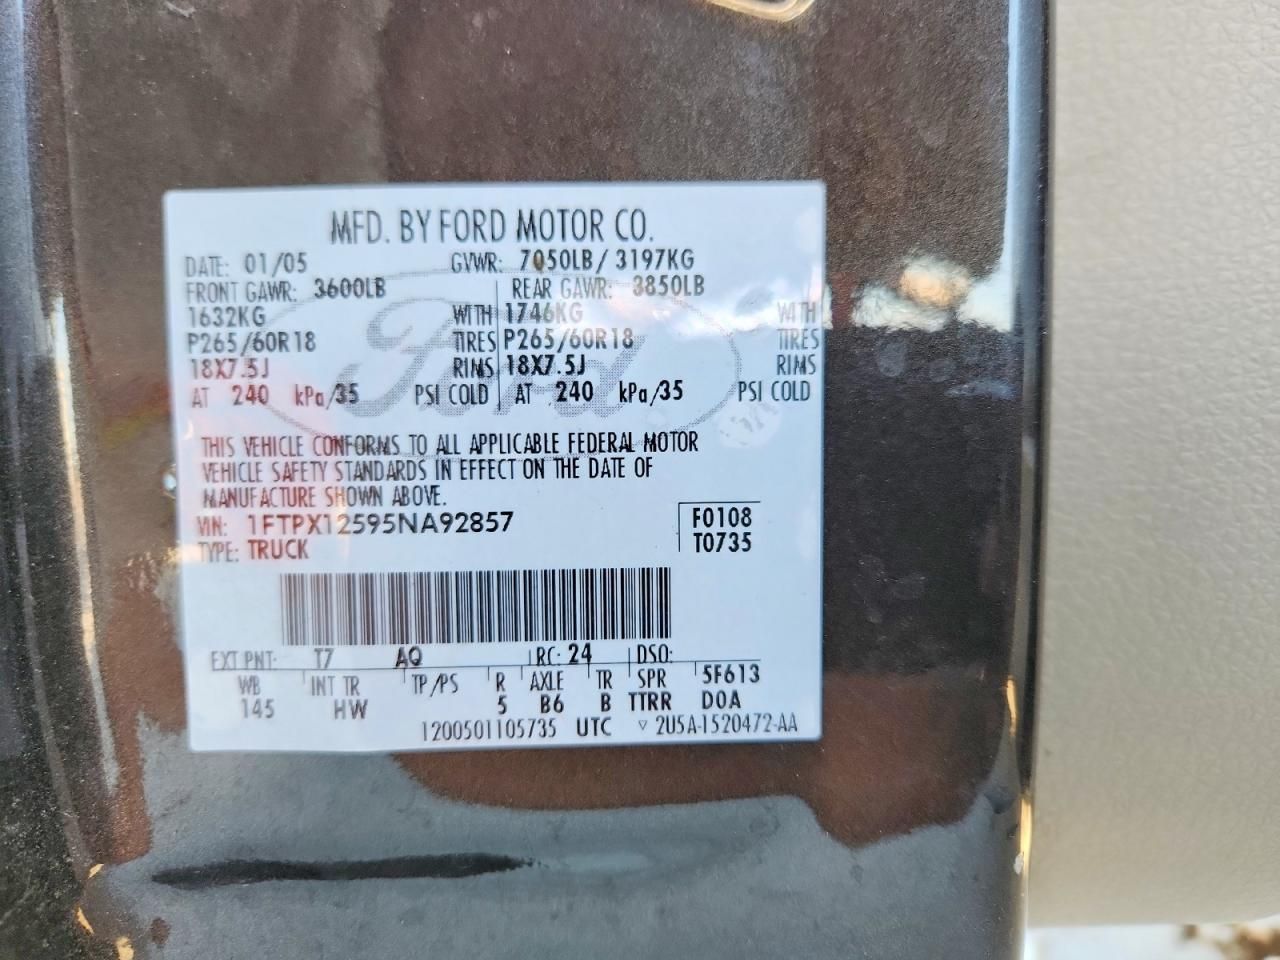 MFD. BY FORD MOTOR CO.
DATE: 01/05 GVWR: 7050LB/ 3197KG
FRONT GAWR: 3600LB REAR GAWR: 3850LB
1632KG WITH 1746KG WITH
P265/60R18 TIRES P265/60R18 TIRES
18X7.5J RIMS 18X7.5J RIMS
AT 240 kPa/35 PSI COLD AT 240 kPa/35 PSI COLD
Ford
THIS VEHICLE CONFORMS TO ALL APPLICABLE FEDERAL MOTOR
VEHICLE SAFETY STANDARDS IN EFFECT ON THE DATE OF
MANUFACTURE SHOWN ABOVE.
VIN: 1FTPX12595NA92857 F0108
TYPE: TRUCK T0735
EXT PNT: T7 AQ RC: 24 DSO:
WB INT TR TP/PS R AXLE TR SPR 5F613
145 HW 5 B6 B TTRR DOA
1200501105735 UTC ▽ 2U5A-1520472-AA